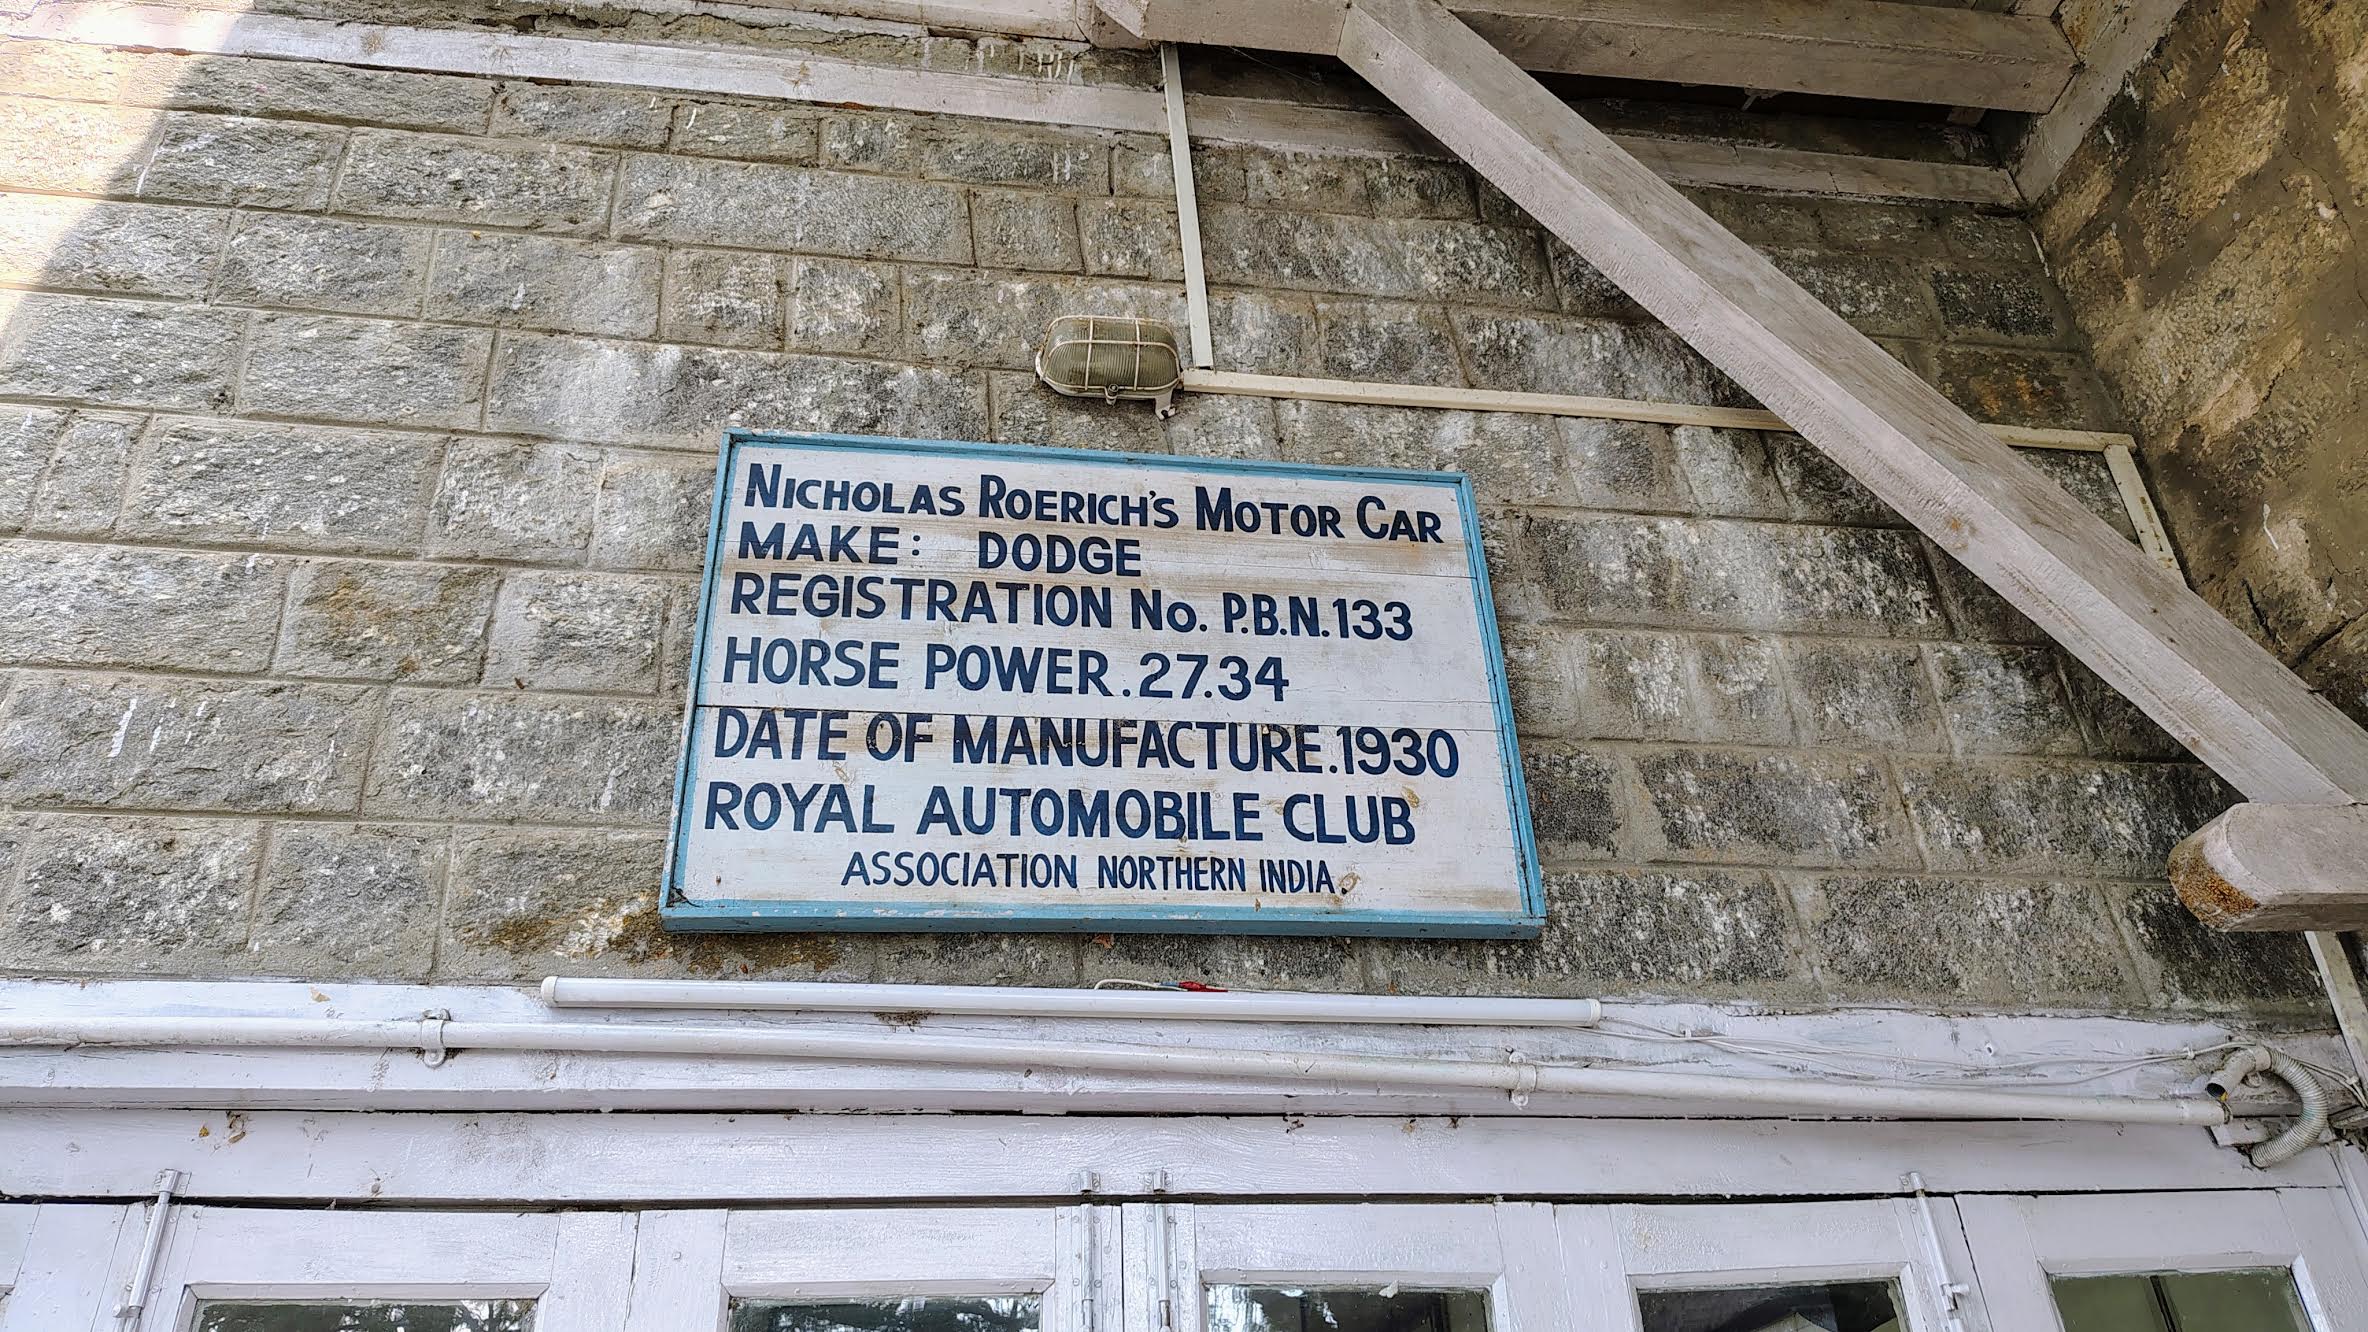 NICHOLAS ROERICH'S MOTOR CAR
MAKE: DODGE
REGISTRATION No. P.B.N.133
HORSE POWER.27.34
DATE OF MANUFACTURE.1930
ROYAL AUTOMOBILE CLUB
ASSOCIATION NORTHERN INDIA.